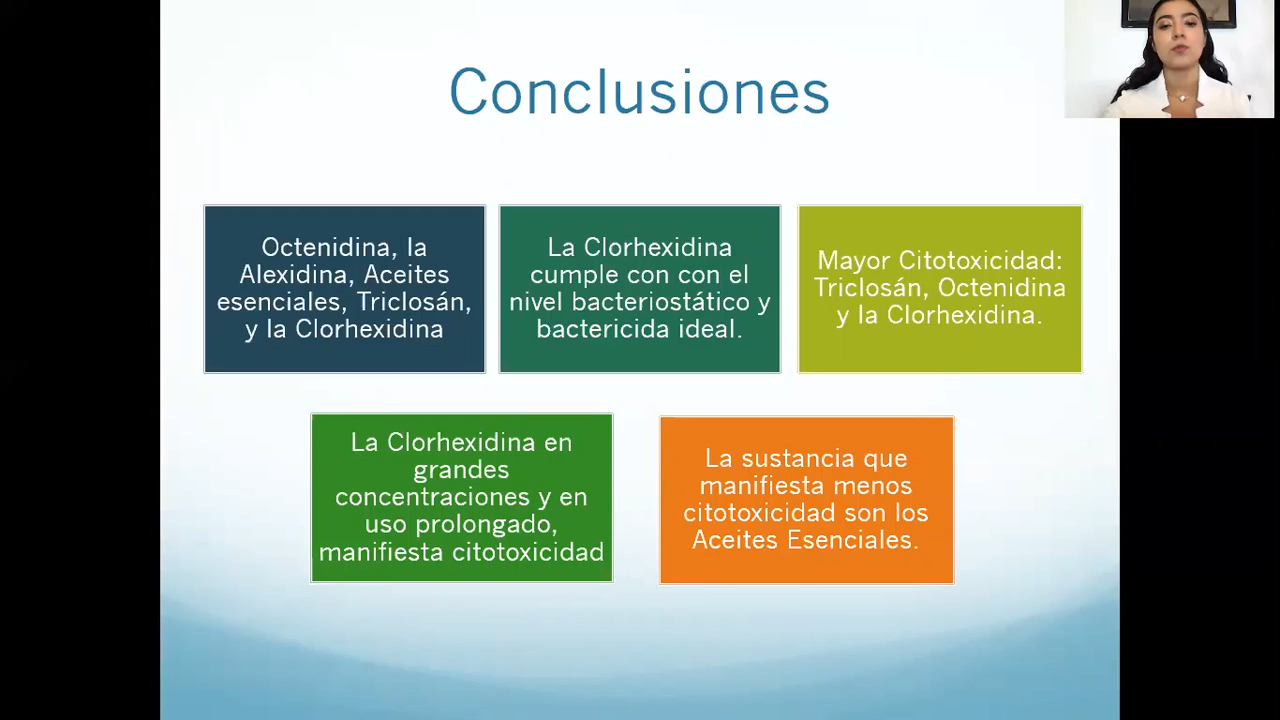 Conclusiones
Octenidina, la
Alexidina, Aceites
esenciales, Triclosán,
y la Clorhexidina
La Clorhexidina
cumple con con el
nivel bacteriostático y
bactericida ideal.
Mayor Citotoxicidad:
Triclosán, Octenidina
y la Clorhexidina.
La Clorhexidina en
grandes
concentraciones y en
uso prolongado,
manifiesta citotoxicidad
La sustancia que
manifiesta menos
citotoxicidad son los
Aceites Esenciales.